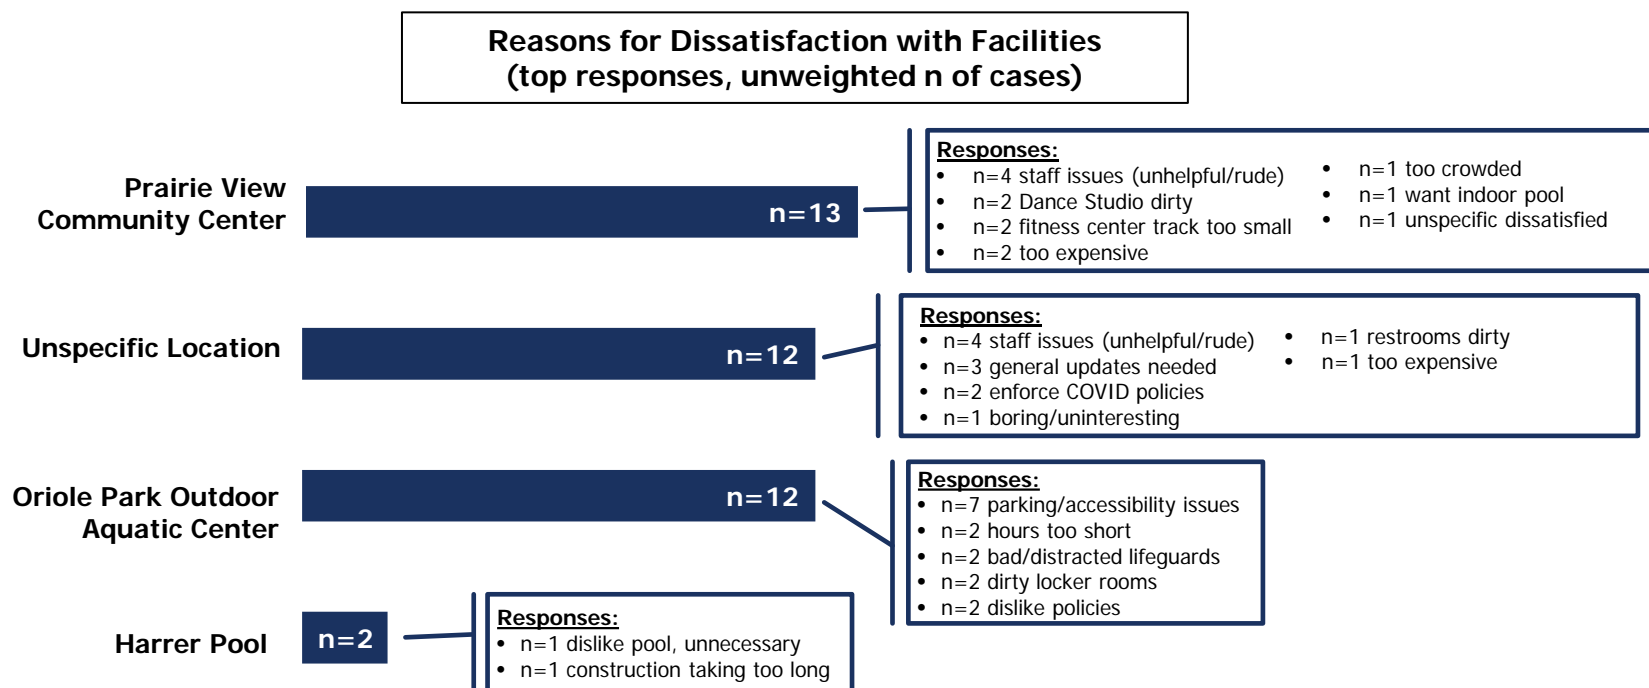 Reasons for Dissatisfaction with Facilities
(top responses, unweighted n of cases)
Prairie View
Community Center
n=13
Responses:
• n=4 staff issues (unhelpful/rude)
• n=2 Dance Studio dirty
• n=2 fitness center track too small
• n=2 too expensive
• n=1 too crowded
• n=1 want indoor pool
• n=1 unspecific dissatisfied
Unspecific Location
n=12
Responses:
• n=4 staff issues (unhelpful/rude)
• n=3 general updates needed
• n=2 enforce COVID policies
• n=1 boring/uninteresting
• n=1 restrooms dirty
• n=1 too expensive
Oriole Park Outdoor
Aquatic Center
n=12
Responses:
• n=7 parking/accessibility issues
• n=2 hours too short
• n=2 bad/distracted lifeguards
• n=2 dirty locker rooms
• n=2 dislike policies
Harrer Pool
n=2
Responses:
• n=1 dislike pool, unnecessary
• n=1 construction taking too long